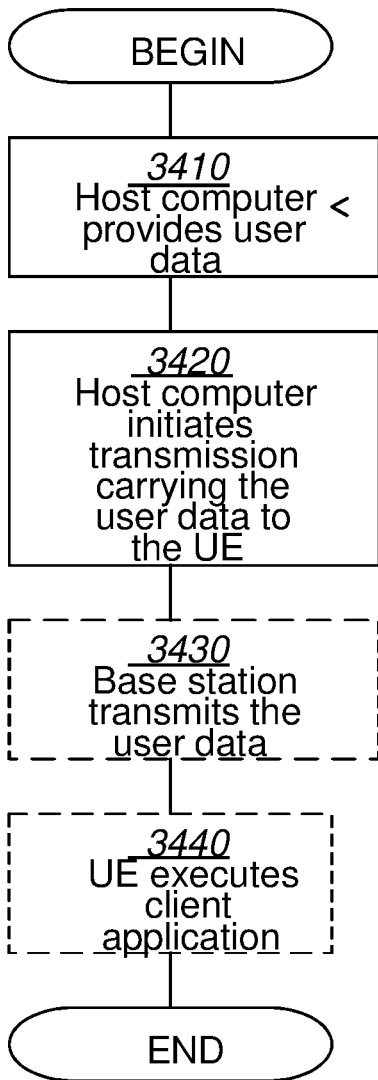 BEGIN
3410
Host computer <
provides user
data
3420
Host computer
initiates
transmission
carrying the
user data to
the UE
3430
Base station
transmits the
user data
3440
UE executes
client
application
END